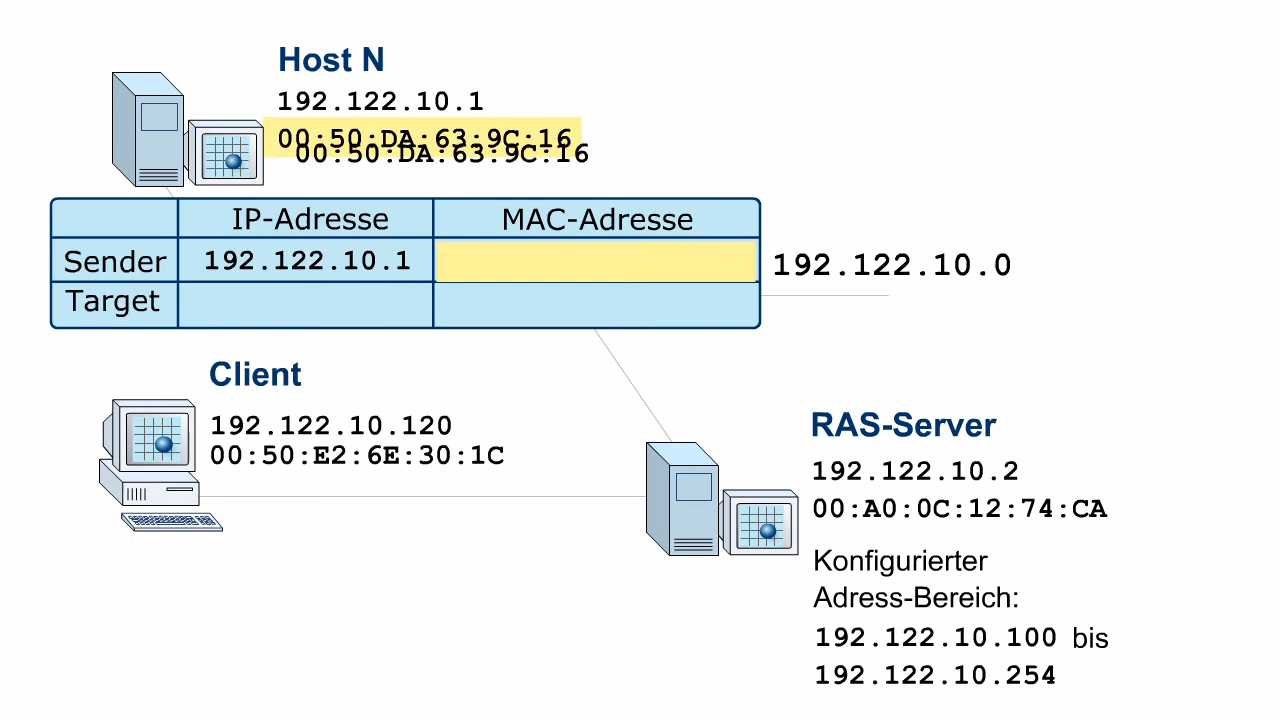 Host N
192.122.10.1
00:50:DA:63:9C:16
00:50:DA:63:9C:16
IP-Adresse MAC-Adresse
Sender 192.122.10.1
192.122.10.0
Target
Client
192.122.10.120
00:50:E2:6E:30:1C
RAS-Server
192.122.10.2
00:A0:0C:12:74:CA
Konfigurierter
Adress-Bereich:
192.122.10.100 bis
192.122.10.254